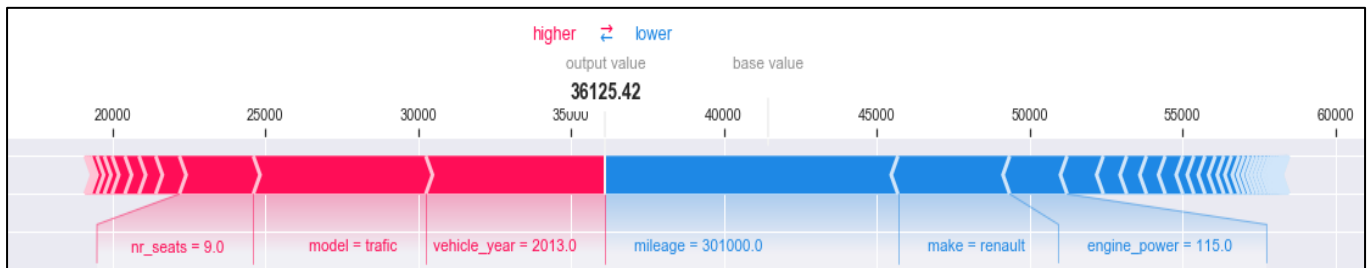 higher ⇄ lower
output value base value
36125.42
20000 25000 30000 35000 40000 45000 50000 55000 60000
nr_seats = 9.0 model = trafic vehicle_year = 2013.0 mileage = 301000.0 make = renault engine_power = 115.0